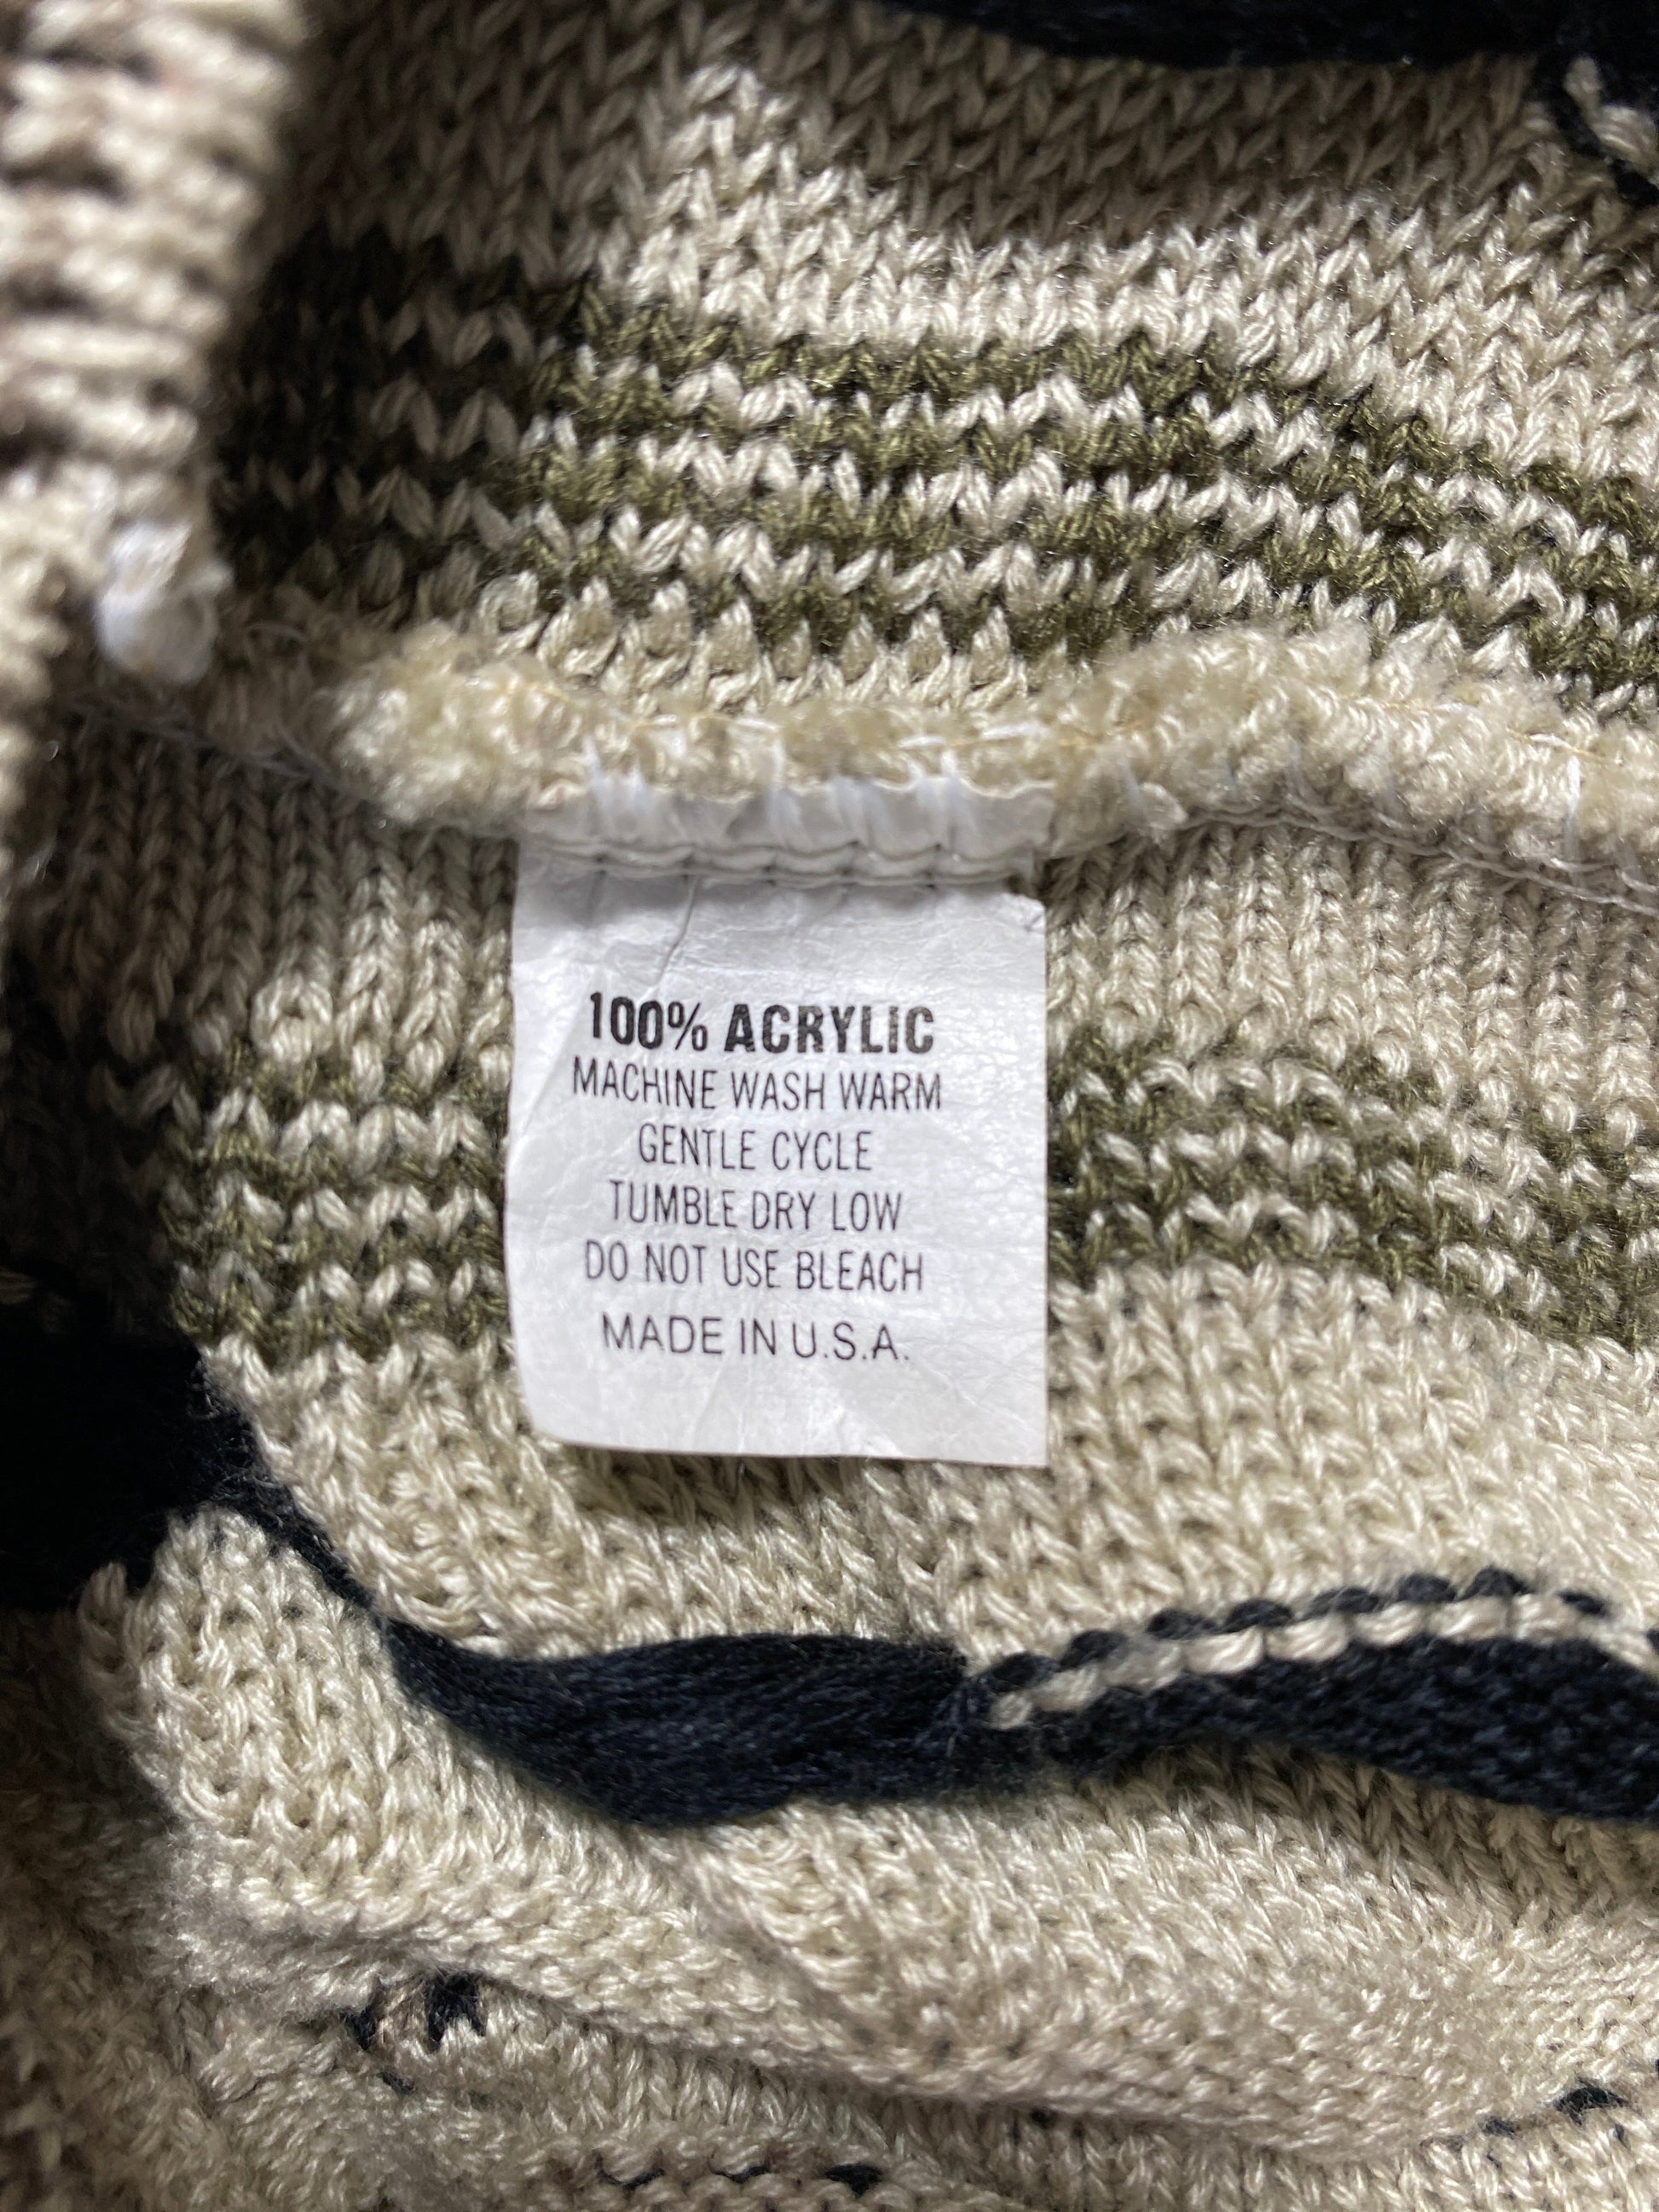 100% ACRYLIC
MACHINE WASH WARM
GENTLE CYCLE
TUMBLE DRY LOW
DO NOT USE BLEACH
MADE IN U.S.A.